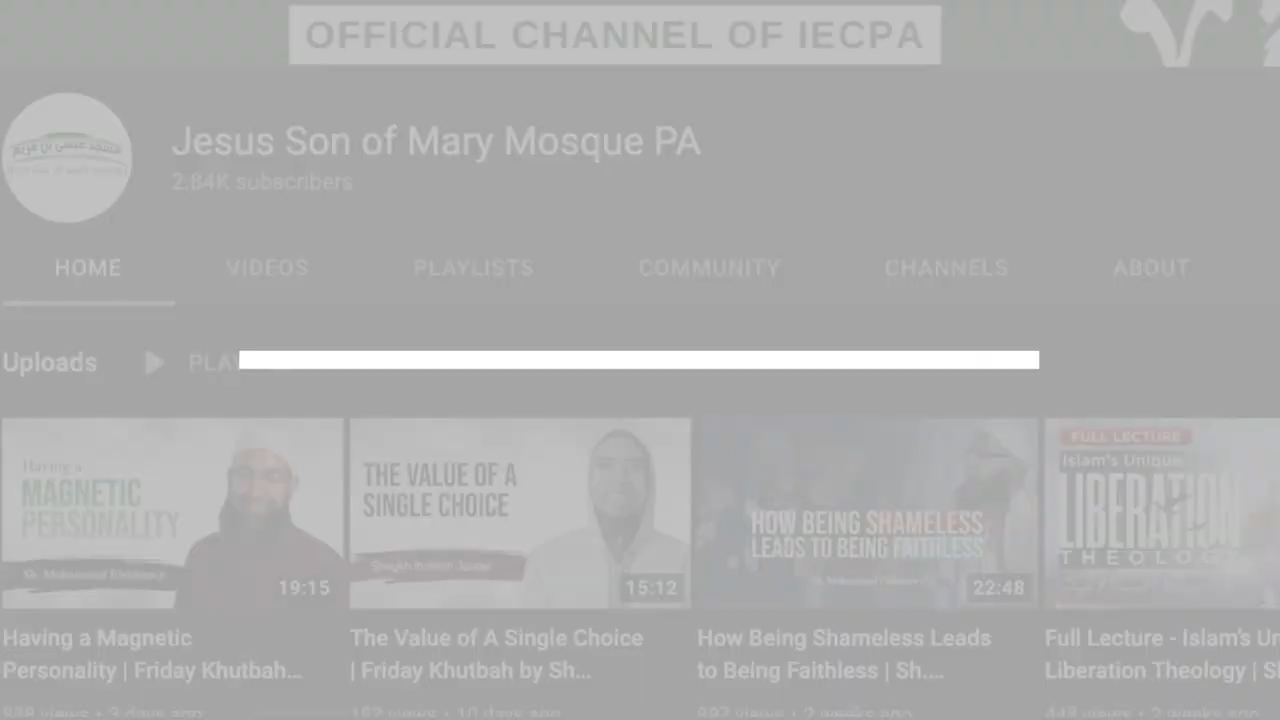 OFFICIAL CHANNEL OF IECPA
Jesus Son of Mary Mosque PA
2.84K subscribers
HOME VIDEOS PLAYLISTS COMMUNITY CHANNELS ABOUT
Uploads
Having a
MAGNETIC
PERSONALITY
19:15
THE VALUE OF A
SINGLE CHOICE
15:12
HOW BEING SHAMELESS
LEADS TO BEING FAITHLESS
22:48
FULL LECTURE
Islam's Unique
LIBERATION
THEOLOGY
Having a Magnetic
Personality | Friday Khutbah...
The Value of A Single Choice
| Friday Khutbah by Sh...
How Being Shameless Leads
to Being Faithless | Sh....
Full Lecture - Islam's
Liberation Theology |